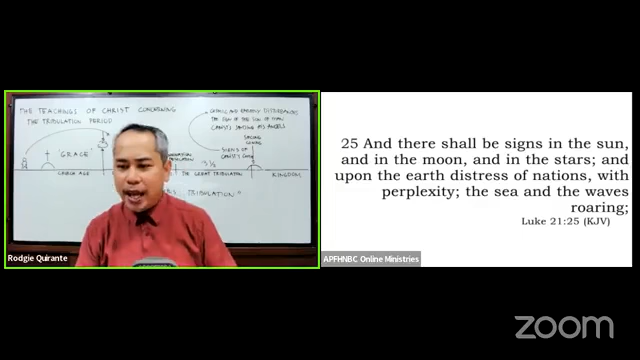 THE TEACHINGS OF CHRIST CONCERNING
THE TRIBULATION PERIOD
"GRACE"
CHURCH AGE
SECOND
COMING
SIGNS OF
3 ½
THE GREAT TRIBULATION
KINGDOM
TRIBULATION"
Rodgie Quirante
25 And there shall be signs in the sun,
and in the moon, and in the stars; and
upon the earth distress of nations, with
perplexity; the sea and the waves
roaring;
Luke 21:25 (KJV)
APFHNBC Online Ministries
zoom